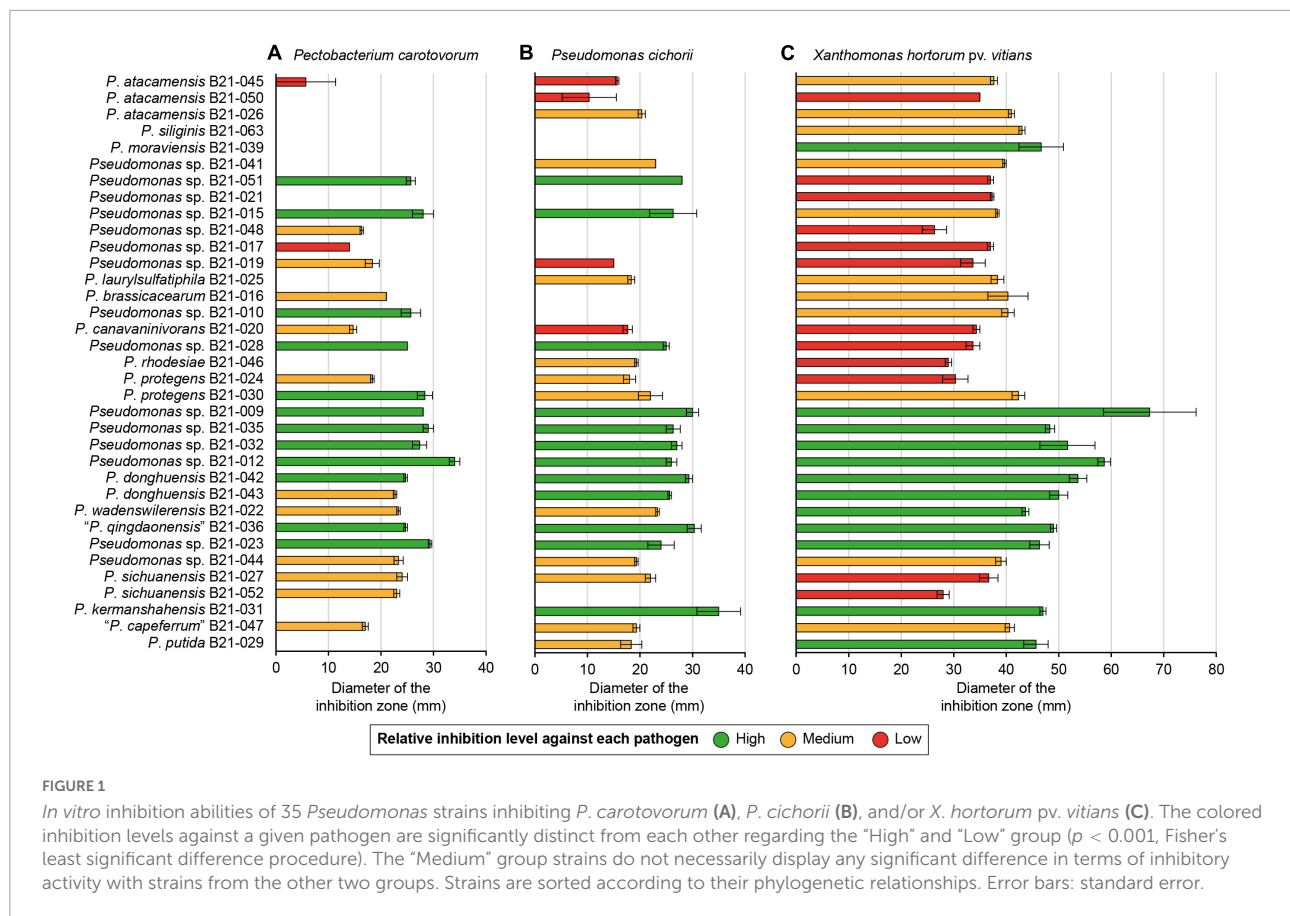 A Pectobacterium carotovorum
B Pseudomonas cichorii
C Xanthomonas hortorum pv. vitians
P. atacamensis B21-045
P. atacamensis B21-050
P. atacamensis B21-026
P. siliginis B21-063
P. moraviensis B21-039
Pseudomonas sp. B21-041
Pseudomonas sp. B21-051
Pseudomonas sp. B21-021
Pseudomonas sp. B21-015
Pseudomonas sp. B21-048
Pseudomonas sp. B21-017
Pseudomonas sp. B21-019
P. laurylsulfatiphila B21-025
P. brassicacearum B21-016
Pseudomonas sp. B21-010
P. canavaninivorans B21-020
Pseudomonas sp. B21-028
P. rhodesiae B21-046
P. protegens B21-024
P. protegens B21-030
Pseudomonas sp. B21-009
Pseudomonas sp. B21-035
Pseudomonas sp. B21-032
Pseudomonas sp. B21-012
P. donghuensis B21-042
P. donghuensis B21-043
P. wadenswilerensis B21-022
"P. qingdaonensis" B21-036
Pseudomonas sp. B21-023
Pseudomonas sp. B21-044
P. sichuanensis B21-027
P. sichuanensis B21-052
P. kermanshahensis B21-031
"P. capeferrum" B21-047
P. putida B21-029
0 10 20 30 40
Diameter of the
inhibition zone (mm)
0 10 20 30 40
Diameter of the
inhibition zone (mm)
0 10 20 30 40 50 60 70 80
Diameter of the
inhibition zone (mm)
Relative inhibition level against each pathogen High Medium Low
FIGURE 1
In vitro inhibition abilities of 35 Pseudomonas strains inhibiting P. carotovorum (A), P. cichorii (B), and/or X. hortorum pv. vitians (C). The colored
inhibition levels against a given pathogen are significantly distinct from each other regarding the "High" and "Low" group (p < 0.001, Fisher's
least significant difference procedure). The "Medium" group strains do not necessarily display any significant difference in terms of inhibitory
activity with strains from the other two groups. Strains are sorted according to their phylogenetic relationships. Error bars: standard error.